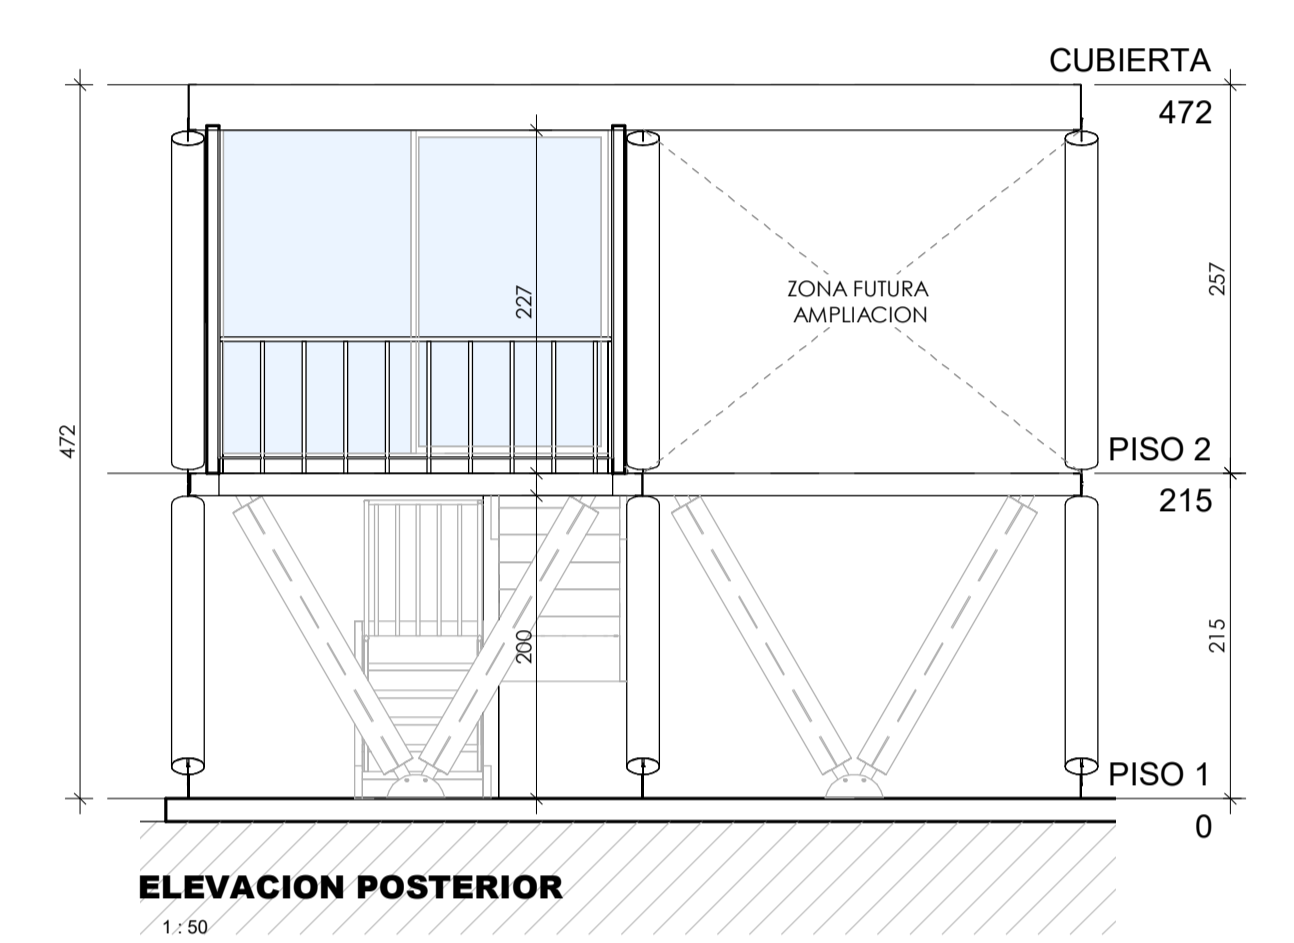 CUBIERTA
472
227
257
ZONA FUTURA
AMPLIACION
472
PISO 2
215
200
215
PISO 1
0
ELEVACION POSTERIOR
1 : 50